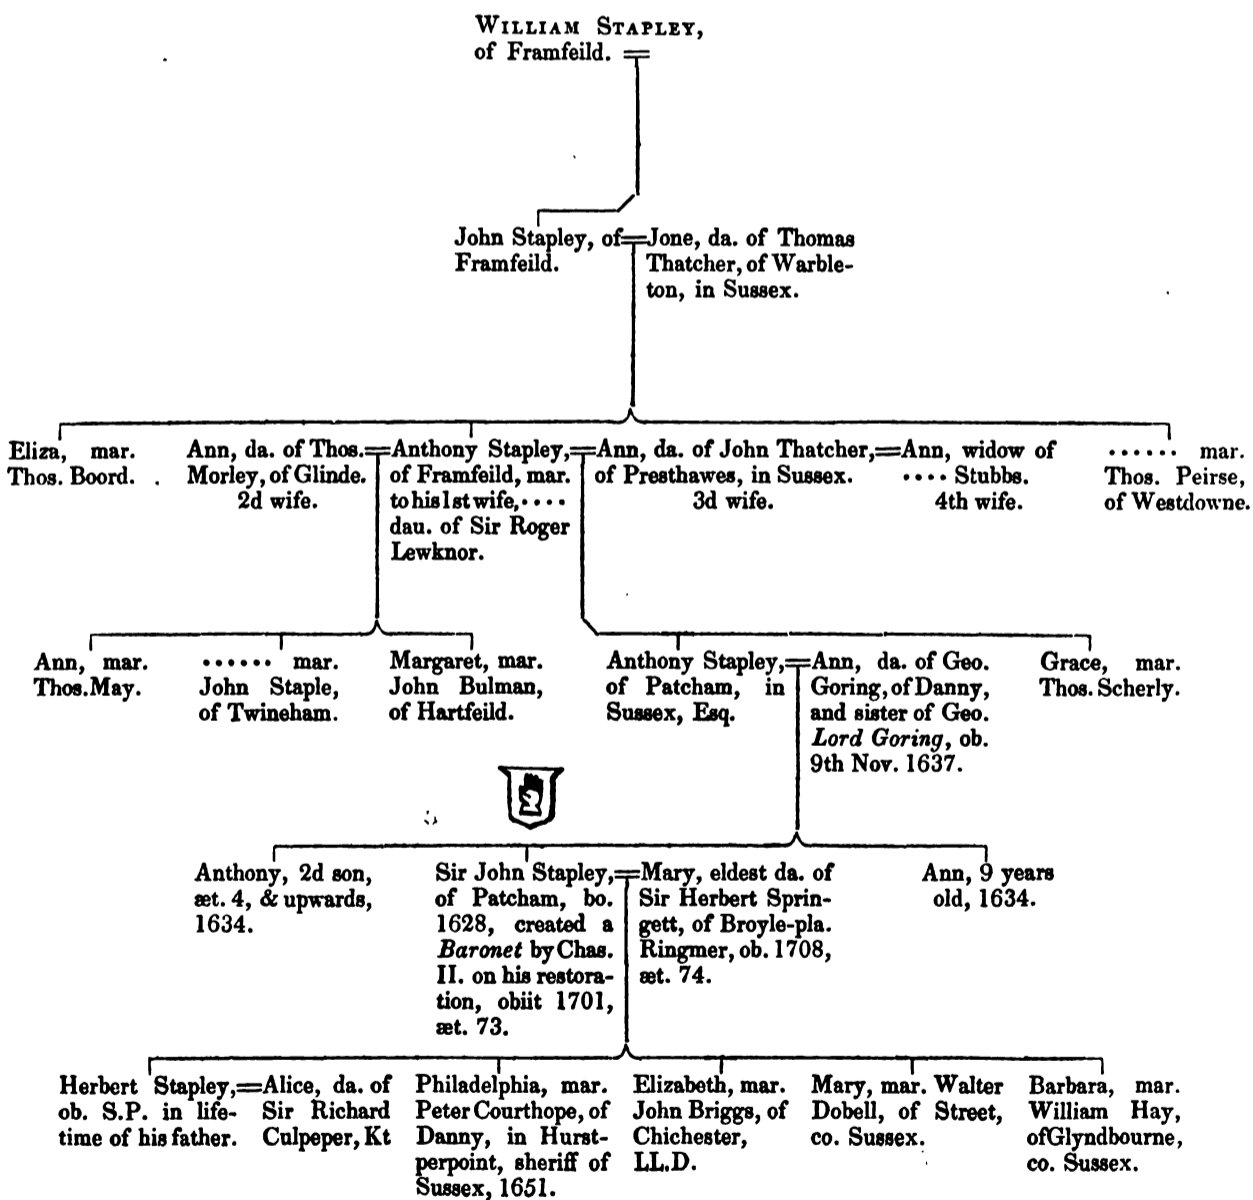 WILLIAM STAPLEY,
of Framfeild.
John Stapley, of
Framfeild.
Jone, da. of Thomas
Thatcher, of Warble-
ton, in Sussex.
Eliza, mar.
Thos. Boord.
Ann, da. of Thos.
Morley, of Glinde.
2d wife.
Anthony Stapley,
of Framfeild, mar.
to his 1st wife, ····
dau. of Sir Roger
Lewknor.
Ann, da. of John Thatcher,
of Presthawes, in Sussex.
3d wife.
Ann, widow of
···· Stubbs.
4th wife.
······ mar.
Thos. Peirse,
of Westdowne.
Ann, mar.
Thos. May.
······ mar.
John Staple,
of Twineham.
Margaret, mar.
John Bulman,
of Hartfeild.
Anthony Stapley,
of Patcham, in
Sussex, Esq.
Ann, da. of Geo.
Goring, of Danny,
and sister of Geo.
Lord Goring, ob.
9th Nov. 1637.
Grace, mar.
Thos. Scherly.
Anthony, 2d son,
æt. 4, & upwards,
1634.
Sir John Stapley,
of Patcham, bo.
1628, created a
Baronet by Chas.
II. on his restora-
tion, obiit 1701,
æt. 73.
Mary, eldest da. of
Sir Herbert Sprin-
gett, of Broyle-pla.
Ringmer, ob. 1708,
æt. 74.
Ann, 9 years
old, 1634.
Herbert Stapley,
ob. S.P. in life-
time of his father.
Alice, da. of
Sir Richard
Culpeper, Kt
Philadelphia, mar.
Peter Courthope, of
Danny, in Hurst-
perpoint, sheriff of
Sussex, 1651.
Elizabeth, mar.
John Briggs, of
Chichester,
LL.D.
Mary, mar. Walter
Dobell, of Street,
co. Sussex.
Barbara, mar.
William Hay,
of Glyndbourne,
co. Sussex.